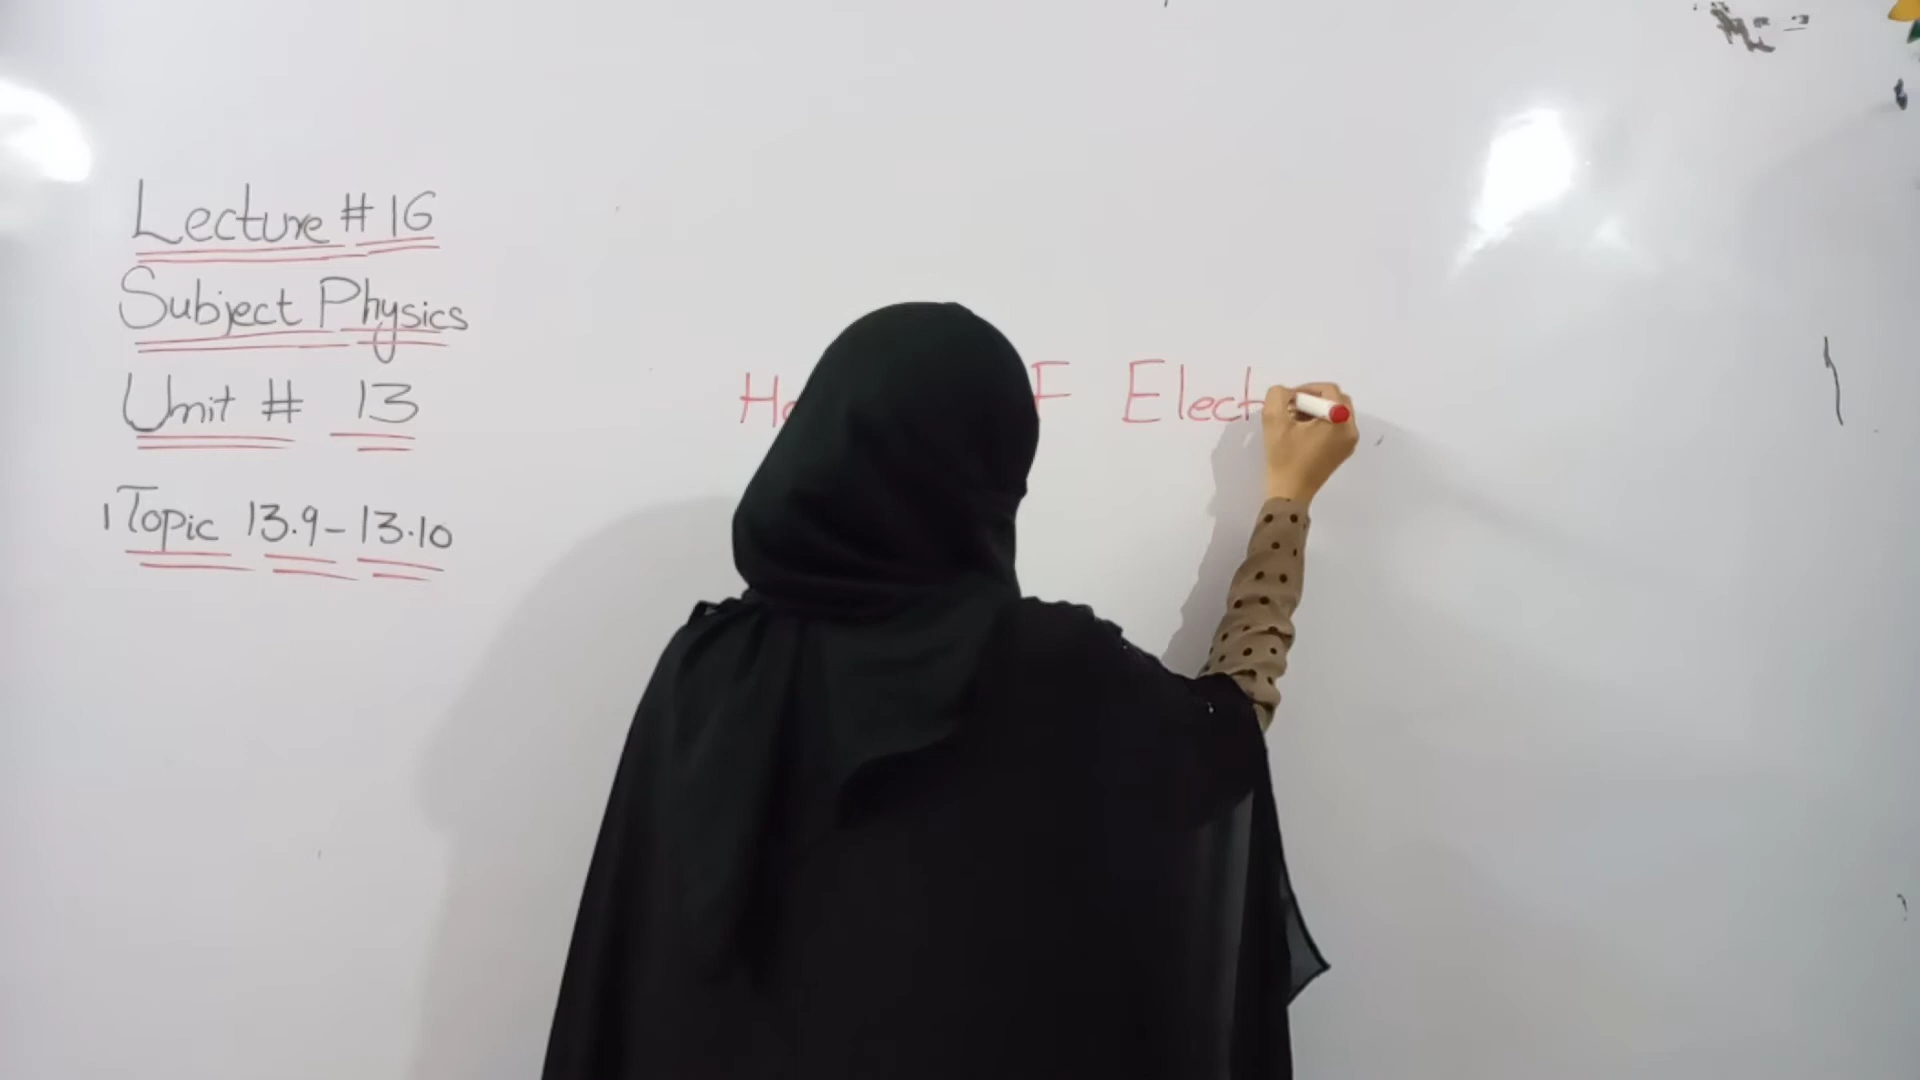 Lecture # 16
Subject Physics
Unit # 13
Topic 13.9-13.10
F Elect